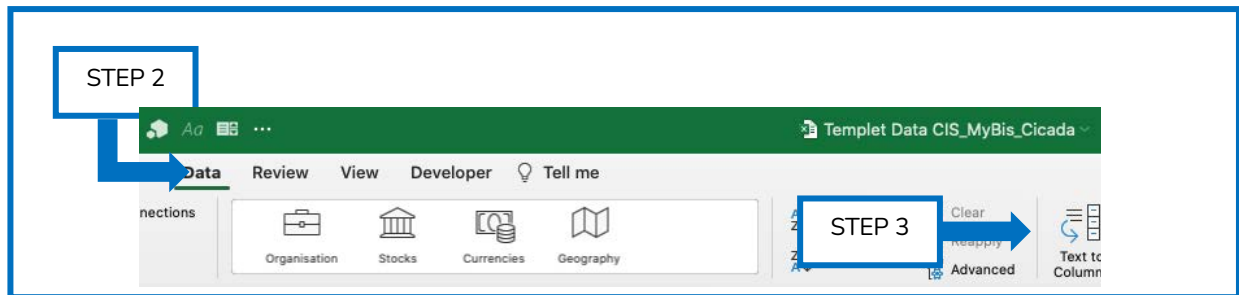 STEP 2
Aa ...
Templet Data CIS_MyBis_Cicada
Data Review View Developer Tell me
nections
Organisation Stocks Currencies Geography
STEP 3
Clear
Reapply
Advanced
Text to
Column